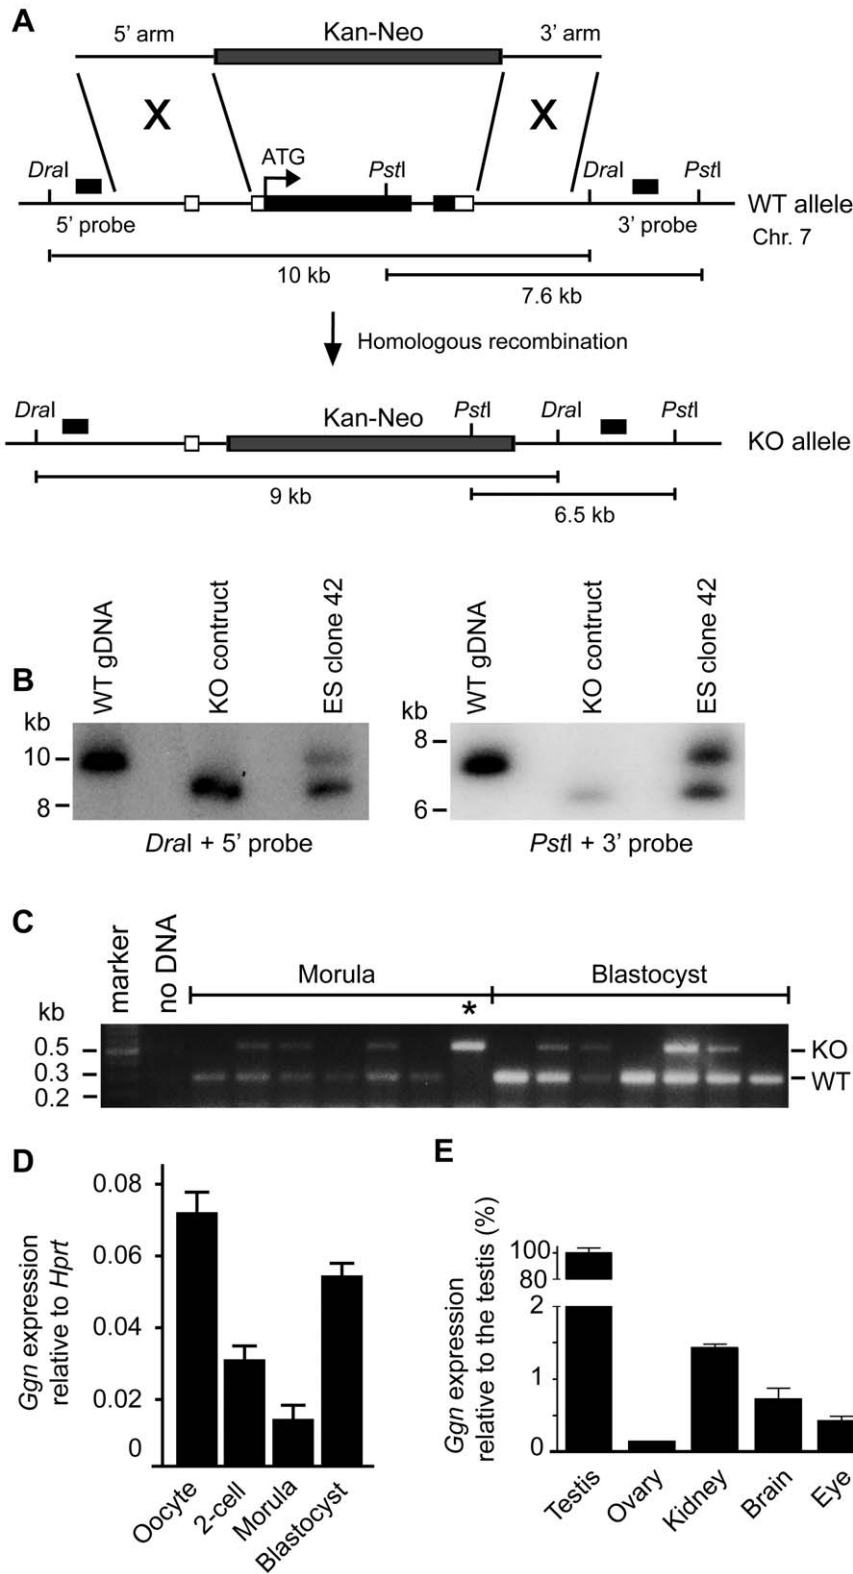 A
5’ arm
Kan-Neo
3’ arm
X
X
DraI
ATG
PstI
DraI
PstI
5’ probe
3’ probe
WT allele
Chr. 7
10 kb
7.6 kb
Homologous recombination
DraI
Kan-Neo
PstI
DraI
PstI
KO allele
9 kb
6.5 kb
B
WT gDNA
KO contruct
ES clone 42
WT gDNA
KO contruct
ES clone 42
kb
10
8
kb
8
6
DraI + 5’ probe
PstI + 3’ probe
C
marker
no DNA
Morula
Blastocyst
*
kb
0.5
0.3
0.2
KO
WT
D
Ggn expression
relative to Hprt
0.08
0.06
0.04
0.02
0
Oocyte
2-cell
Morula
Blastocyst
E
Ggn expression
relative to the testis (%)
100
80
2
1
0
Testis
Ovary
Kidney
Brain
Eye